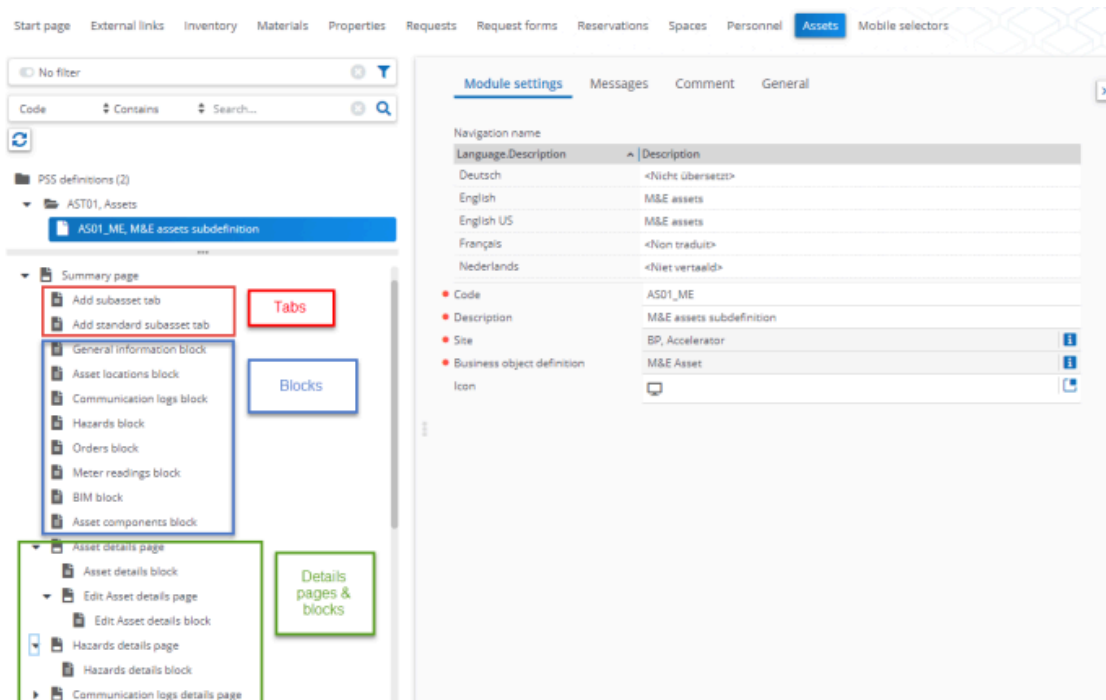 Start page External links Inventory Materials Properties Requests Request forms Reservations Spaces Personnel Assets Mobile selectors
No filter
Code Contains Search...
PSS definitions (2)
AST01, Assets
AS01_ME, M&E assets subdefinition
Summary page
Add subasset tab
Add standard subasset tab
Tabs
General information block
Asset locations block
Communication logs block
Hazards block
Orders block
Meter readings block
BIM block
Asset components block
Blocks
Asset details page
Asset details block
Edit Asset details page
Edit Asset details block
Hazards details page
Hazards details block
Communication logs details page
Details
pages &
blocks
Module settings Messages Comment General
Navigation name
Language.Description Description
Deutsch <Nicht übersetzt>
English M&E assets
English US M&E assets
Français <Non traduit>
Nederlands <Niet vertaald>
Code AS01_ME
Description M&E assets subdefinition
Site BP, Accelerator
Business object definition M&E Asset
Icon